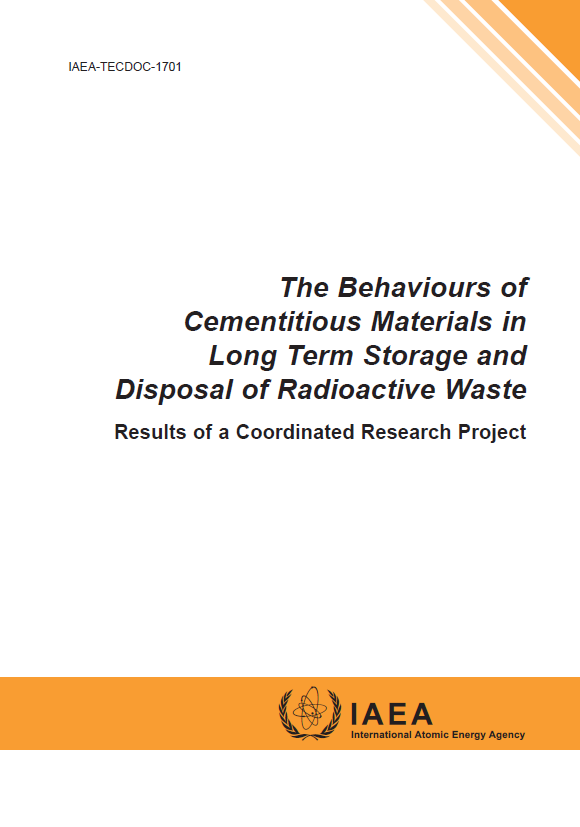 IAEA-TECDOC-1701
The Behaviours of
Cementitious Materials in
Long Term Storage and
Disposal of Radioactive Waste
Results of a Coordinated Research Project
IAEA
International Atomic Energy Agency